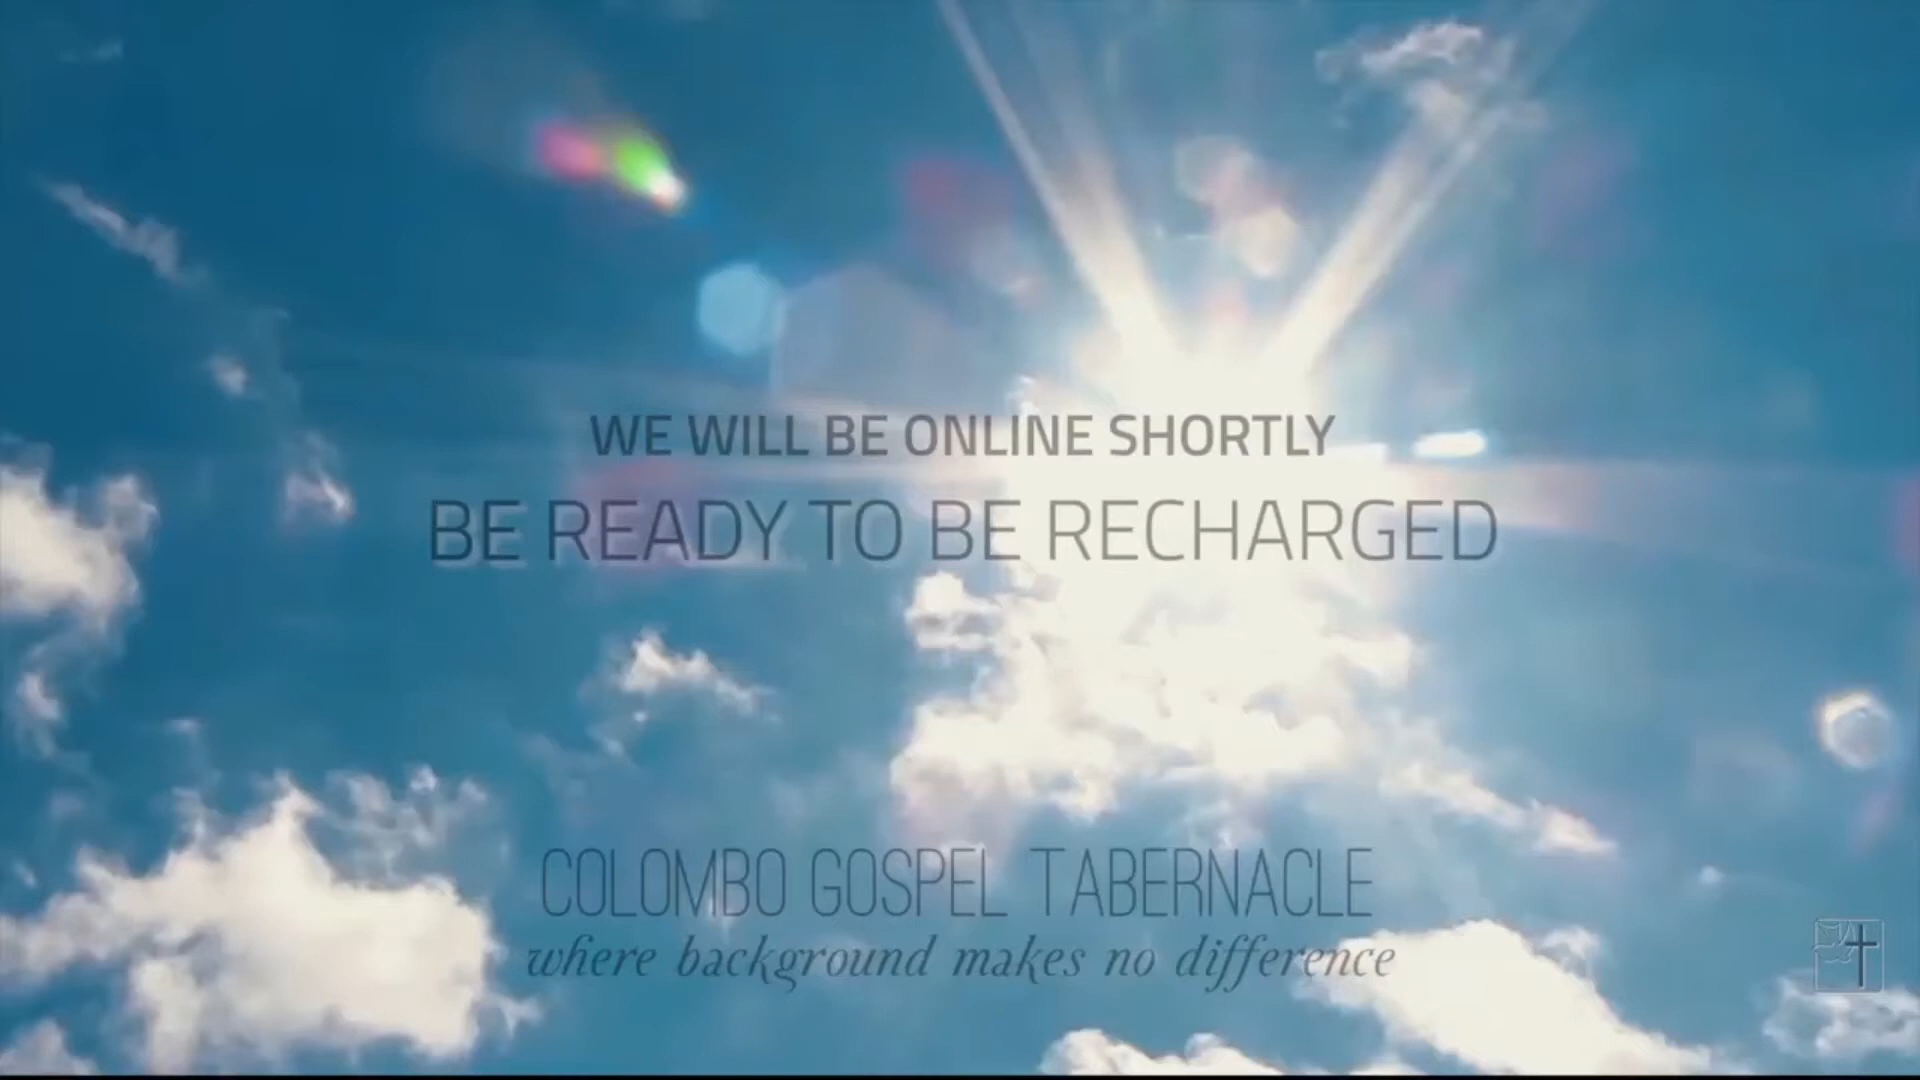 WE WILL BE ONLINE SHORTLY
BE READY TO BE RECHARGED
COLOMBO GOSPEL TABERNACLE
where background makes no difference